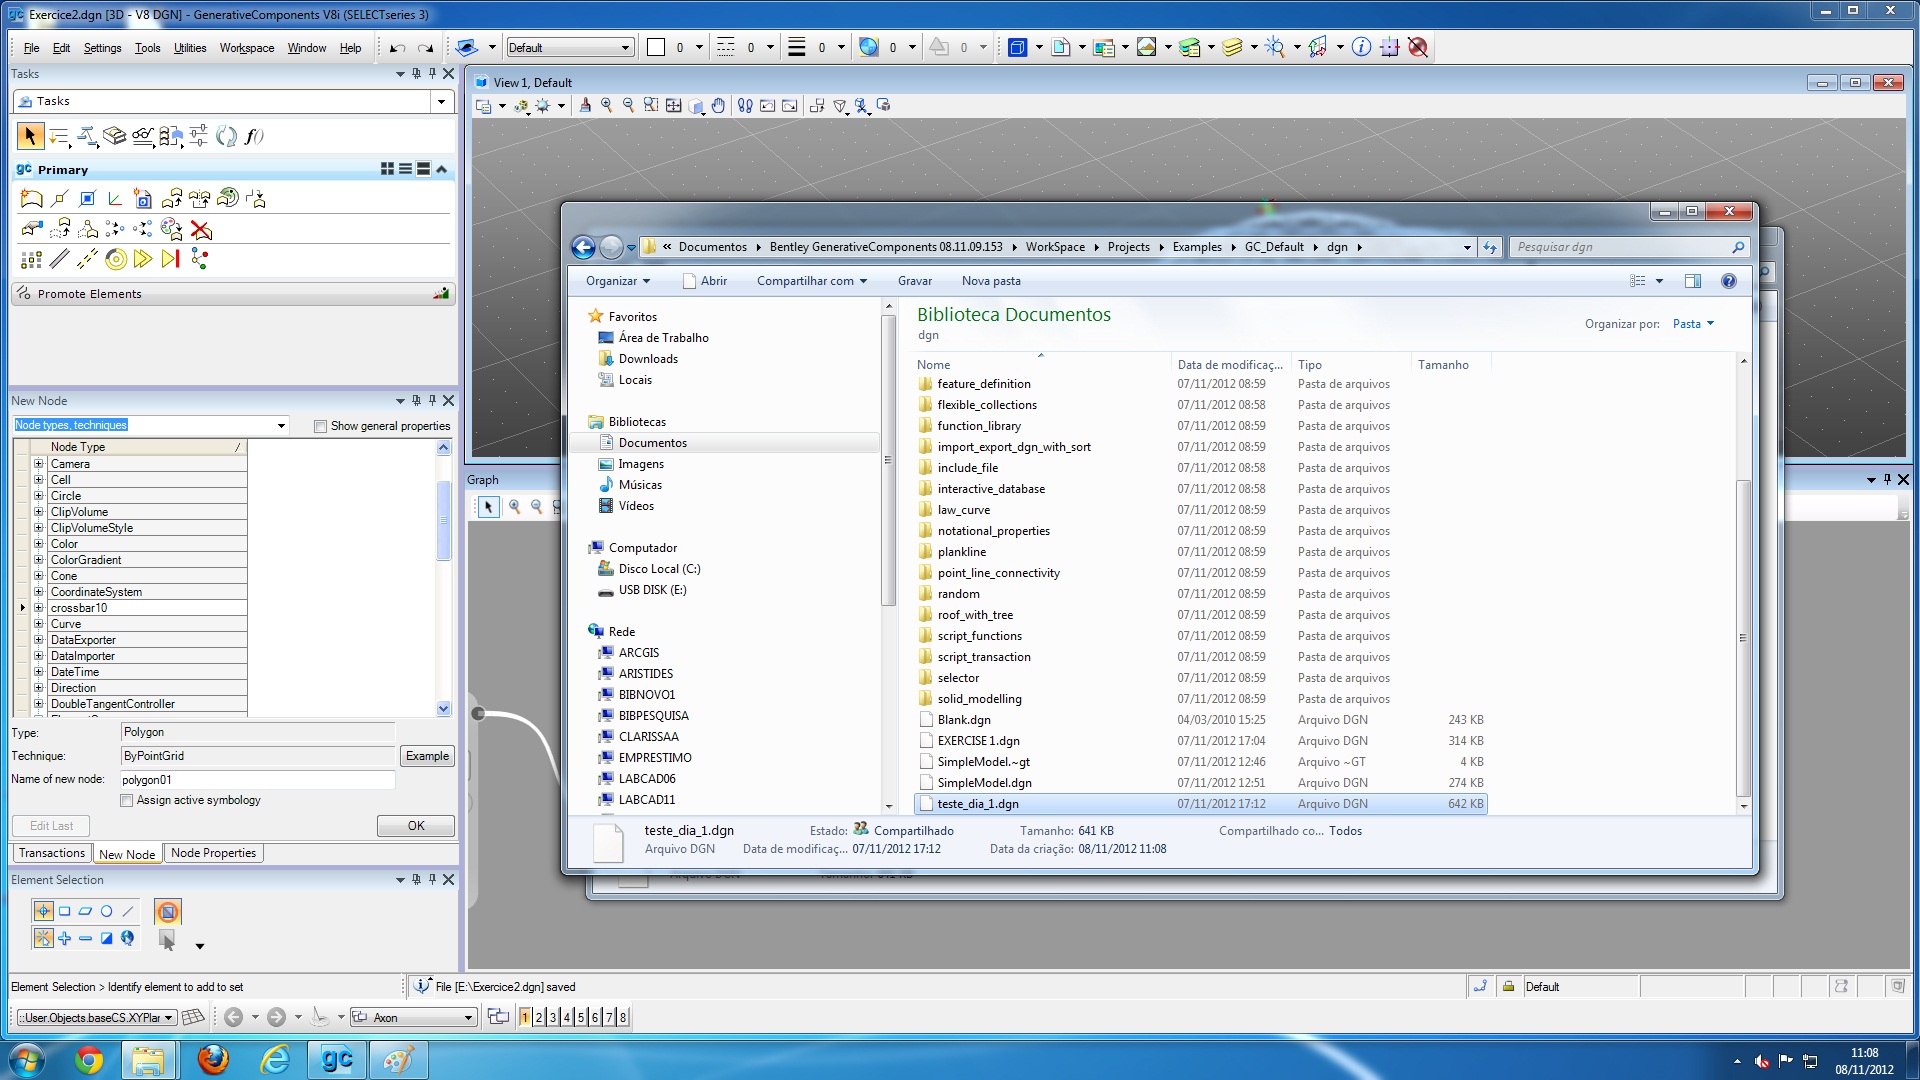 Exercice2.dgn [3D - V8 DGN] - GenerativeComponents V8i (SELECTseries 3)
File Edit Settings Tools Utilities Workspace Window Help
Default 0 0 0 0 0
Tasks
Tasks
f()
gc Primary
Promote Elements
New Node
Node types, techniques
Show general properties
Node Type /
Camera
Cell
Circle
ClipVolume
ClipVolumeStyle
Color
ColorGradient
Cone
CoordinateSystem
crossbar10
Curve
DataExporter
DataImporter
DateTime
Direction
DoubleTangentController
Type: Polygon
Technique: ByPointGrid Example
Name of new node: polygon01
Assign active symbology
Edit Last OK
Transactions New Node Node Properties
Element Selection
Element Selection > Identify element to add to set
File [E:\Exercice2.dgn] saved
Default
::User.Objects.baseCS.XYPlar
Axon
1 2 3 4 5 6 7 8
View 1, Default
Graph
« Documentos Bentley GenerativeComponents 08.11.09.153 WorkSpace Projects Examples GC_Default dgn
Pesquisar dgn
Organizar Abrir Compartilhar com Gravar Nova pasta
Favoritos
Área de Trabalho
Downloads
Locais
Bibliotecas
Documentos
Imagens
Músicas
Vídeos
Computador
Disco Local (C:)
USB DISK (E:)
Rede
ARCGIS
ARISTIDES
BIBNOVO1
BIBPESQUISA
CLARISSAA
EMPRESTIMO
LABCAD06
LABCAD11
Biblioteca Documentos
dgn
Organizar por: Pasta
Nome Data de modificaç... Tipo Tamanho
feature_definition 07/11/2012 08:59 Pasta de arquivos
flexible_collections 07/11/2012 08:58 Pasta de arquivos
function_library 07/11/2012 08:59 Pasta de arquivos
import_export_dgn_with_sort 07/11/2012 08:59 Pasta de arquivos
include_file 07/11/2012 08:58 Pasta de arquivos
interactive_database 07/11/2012 08:58 Pasta de arquivos
law_curve 07/11/2012 08:59 Pasta de arquivos
notational_properties 07/11/2012 08:59 Pasta de arquivos
plankline 07/11/2012 08:59 Pasta de arquivos
point_line_connectivity 07/11/2012 08:59 Pasta de arquivos
random 07/11/2012 08:59 Pasta de arquivos
roof_with_tree 07/11/2012 08:59 Pasta de arquivos
script_functions 07/11/2012 08:59 Pasta de arquivos
script_transaction 07/11/2012 08:59 Pasta de arquivos
selector 07/11/2012 08:59 Pasta de arquivos
solid_modelling 07/11/2012 08:59 Pasta de arquivos
Blank.dgn 04/03/2010 15:25 Arquivo DGN 243 KB
EXERCISE 1.dgn 07/11/2012 17:04 Arquivo DGN 314 KB
SimpleModel.~gt 07/11/2012 12:46 Arquivo ~GT 4 KB
SimpleModel.dgn 07/11/2012 12:51 Arquivo DGN 274 KB
teste_dia_1.dgn 07/11/2012 17:12 Arquivo DGN 642 KB
teste_dia_1.dgn Estado: Compartilhado Tamanho: 641 KB Compartilhado co... Todos
Arquivo DGN Data de modificaç... 07/11/2012 17:12 Data da criação: 08/11/2012 11:08
gc
11:08
08/11/2012